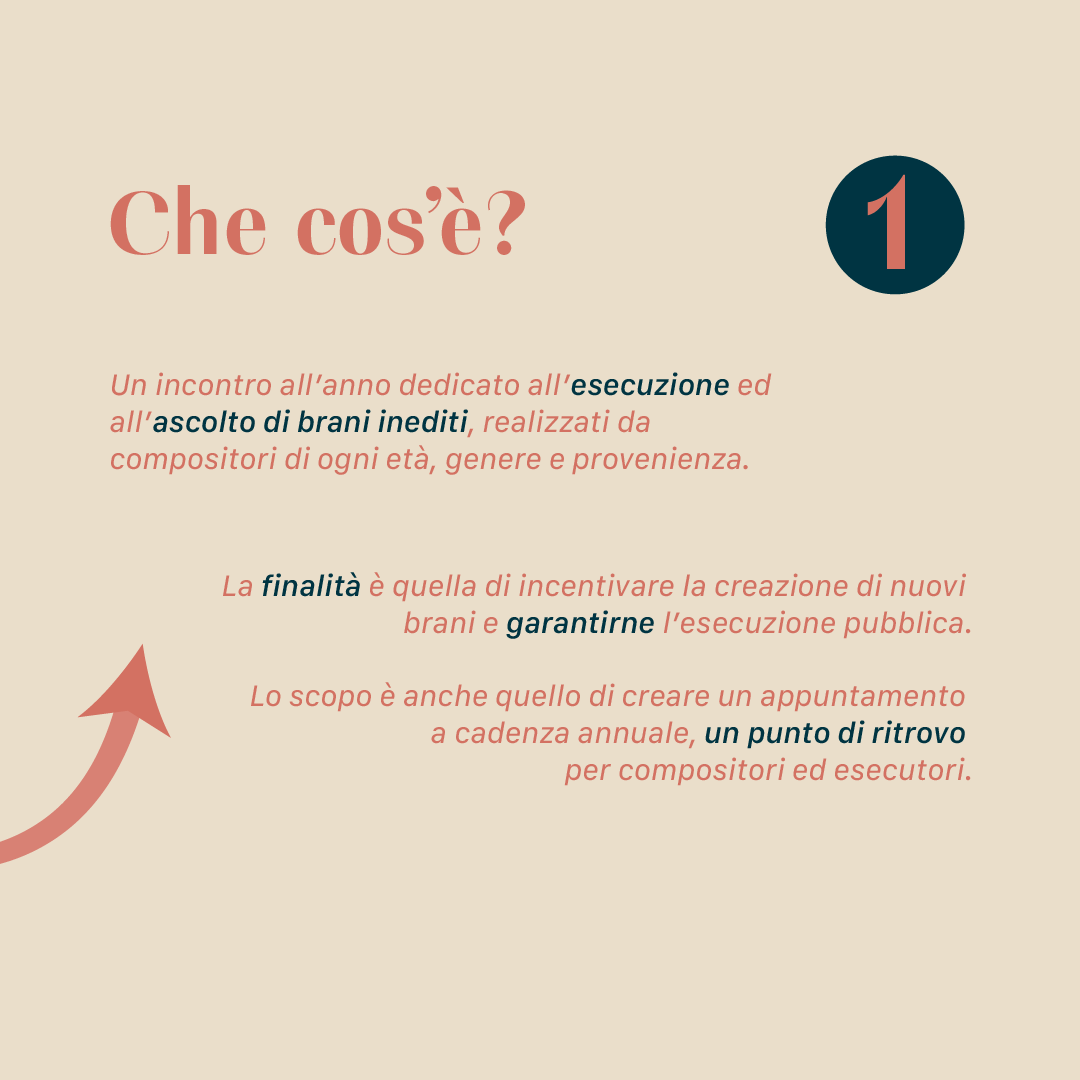 Che cos’è?
1
Un incontro all’anno dedicato all’esecuzione ed
all’ascolto di brani inediti, realizzati da
compositori di ogni età, genere e provenienza.
La finalità è quella di incentivare la creazione di nuovi
brani e garantirne l’esecuzione pubblica.
Lo scopo è anche quello di creare un appuntamento
a cadenza annuale, un punto di ritrovo
per compositori ed esecutori.